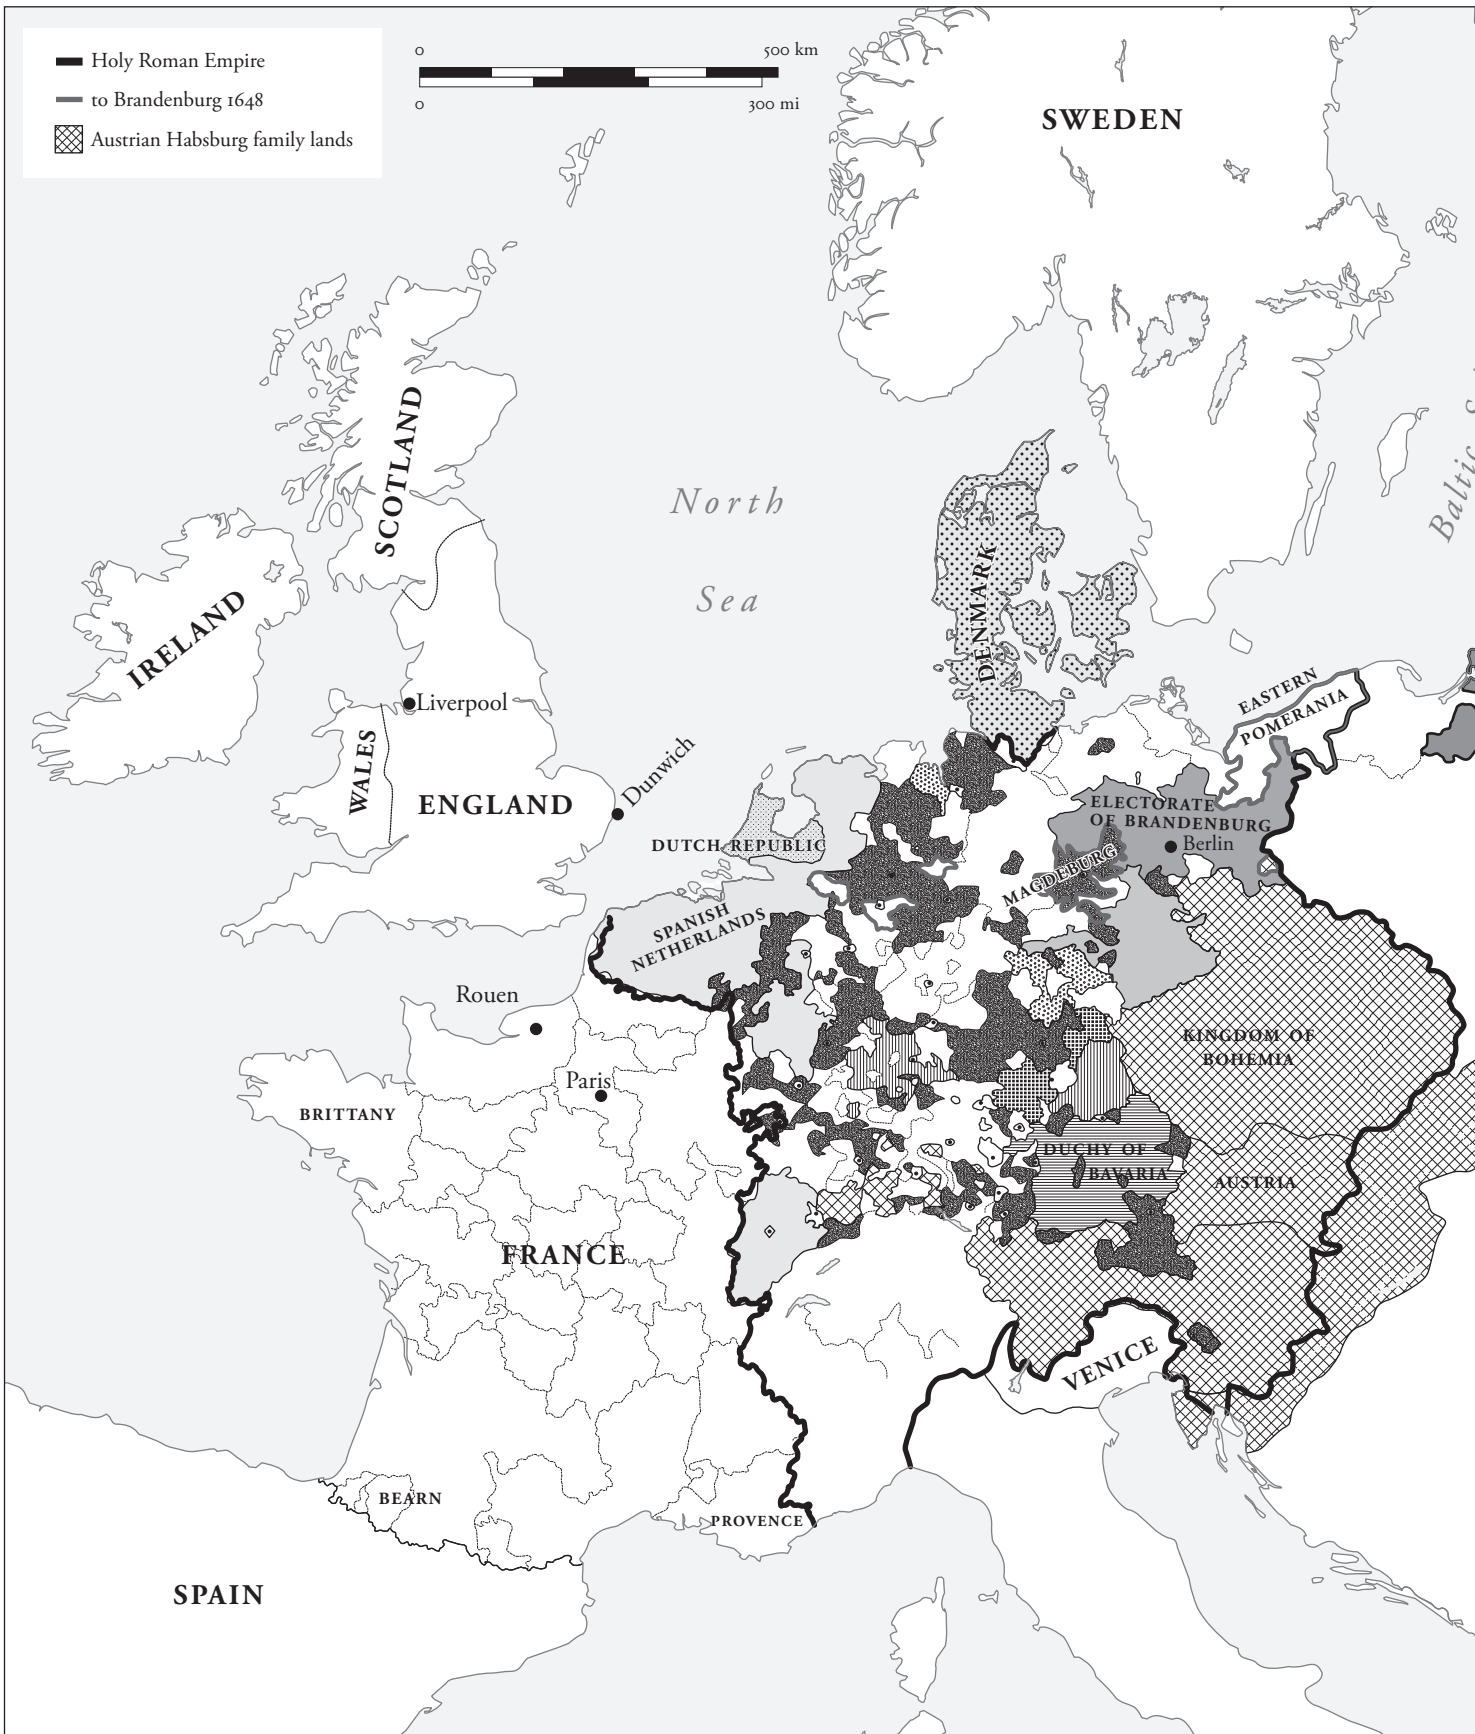 Holy Roman Empire
to Brandenburg 1648
Austrian Habsburg family lands
0
500 km
0
300 mi
SWEDEN
SCOTLAND
North
Sea
Baltic
DENMARK
IRELAND
Liverpool
WALES
ENGLAND
Dunwich
EASTERN
POMERANIA
ELECTORATE
OF BRANDENBURG
Berlin
DUTCH REPUBLIC
MAGDEBURG
SPANISH
NETHERLANDS
Rouen
KINGDOM OF
BOHEMIA
Paris
BRITTANY
DUCHY OF
BAVARIA
AUSTRIA
FRANCE
VENICE
BEARN
PROVENCE
SPAIN